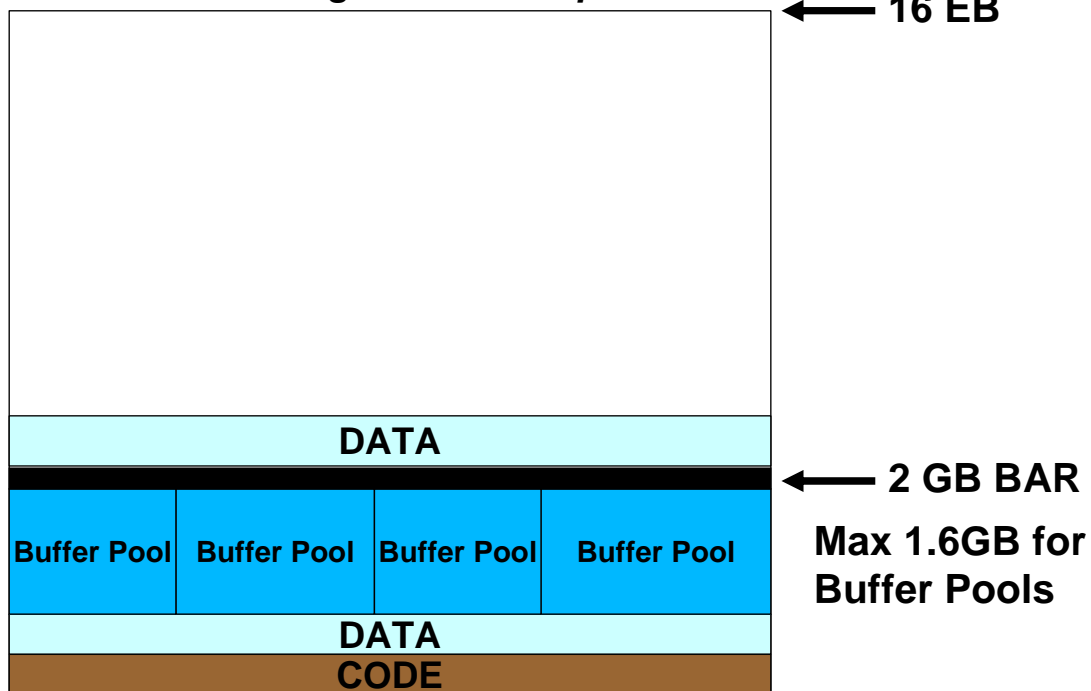 16 EB
DATA
2 GB BAR
Buffer Pool Buffer Pool Buffer Pool Buffer Pool
Max 1.6GB for
Buffer Pools
DATA
CODE